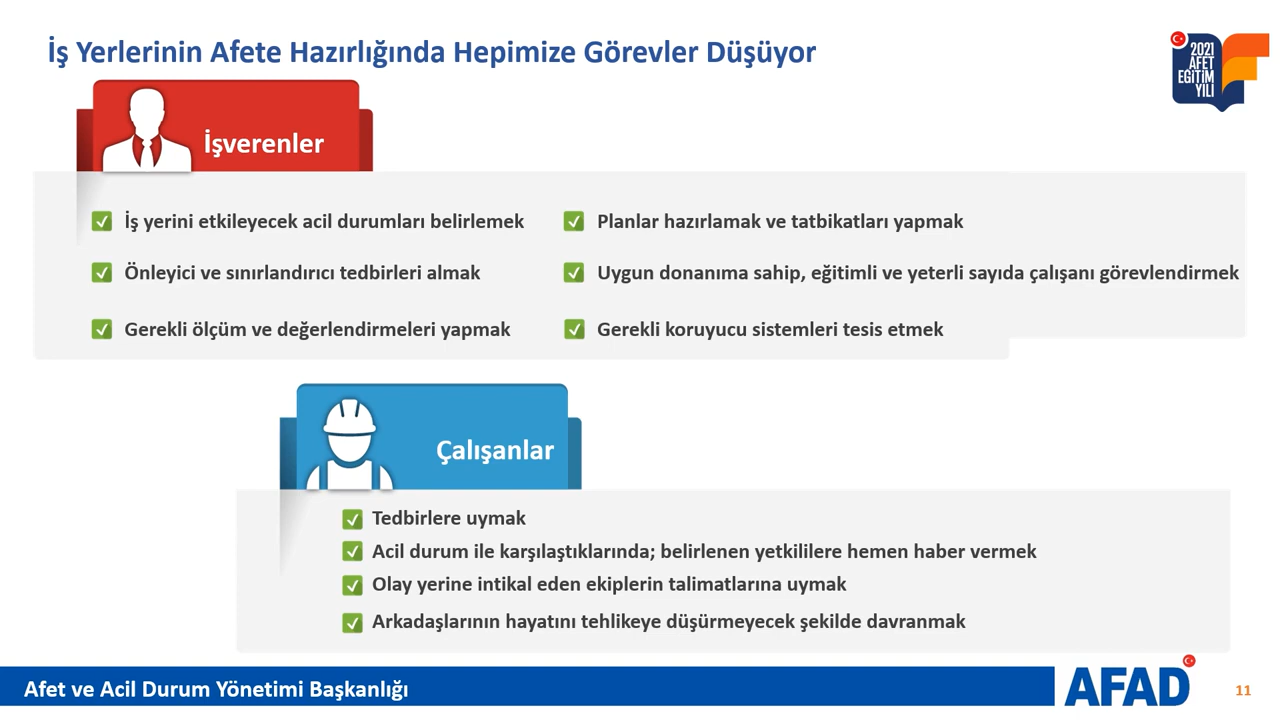 İş Yerlerinin Afete Hazırlığında Hepimize Görevler Düşüyor
2021
AFET
EĞİTİM
YILI
İşverenler
İş yerini etkileyecek acil durumları belirlemek
Önleyici ve sınırlandırıcı tedbirleri almak
Gerekli ölçüm ve değerlendirmeleri yapmak
Planlar hazırlamak ve tatbikatları yapmak
Uygun donanıma sahip, eğitimli ve yeterli sayıda çalışanı görevlendirmek
Gerekli koruyucu sistemleri tesis etmek
Çalışanlar
Tedbirlere uymak
Acil durum ile karşılaştıklarında; belirlenen yetkililere hemen haber vermek
Olay yerine intikal eden ekiplerin talimatlarına uymak
Arkadaşlarının hayatını tehlikeye düşürmeyecek şekilde davranmak
Afet ve Acil Durum Yönetimi Başkanlığı
AFAD
11